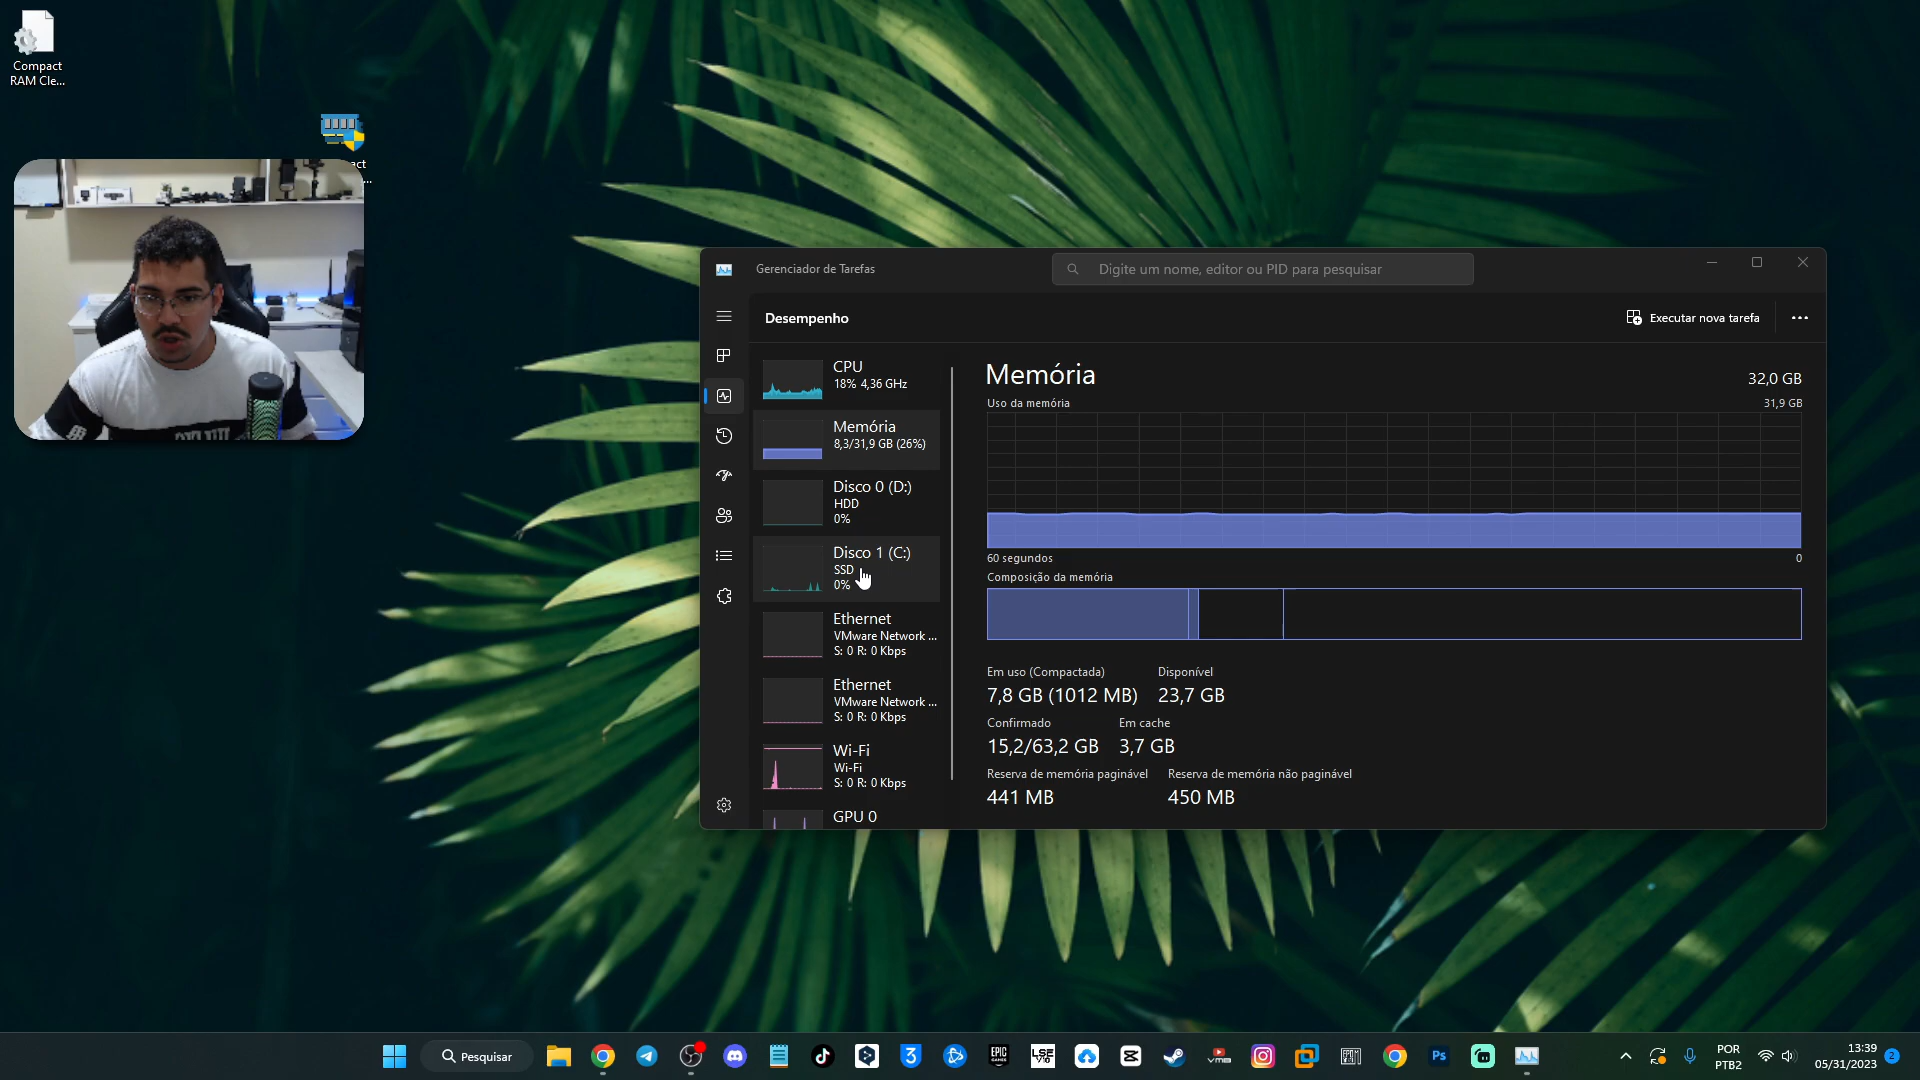 Compact
RAM Cle...
act
...
Gerenciador de Tarefas
Digite um nome, editor ou PID para pesquisar
Desempenho
Executar nova tarefa
CPU
18% 4,36 GHz
Memória
8,3/31,9 GB (26%)
Disco 0 (D:)
HDD
0%
Disco 1 (C:)
SSD
0%
Ethernet
VMware Network ...
S: 0 R: 0 Kbps
Ethernet
VMware Network ...
S: 0 R: 0 Kbps
Wi-Fi
Wi-Fi
S: 0 R: 0 Kbps
GPU 0
Memória
32,0 GB
Uso da memória
31,9 GB
60 segundos
0
Composição da memória
Em uso (Compactada)
Disponível
7,8 GB (1012 MB)
23,7 GB
Confirmado
Em cache
15,2/63,2 GB
3,7 GB
Reserva de memória paginável
Reserva de memória não paginável
441 MB
450 MB
Pesquisar
EPIC
GAMES
Ps
POR
PTB2
13:39
05/31/2023
2